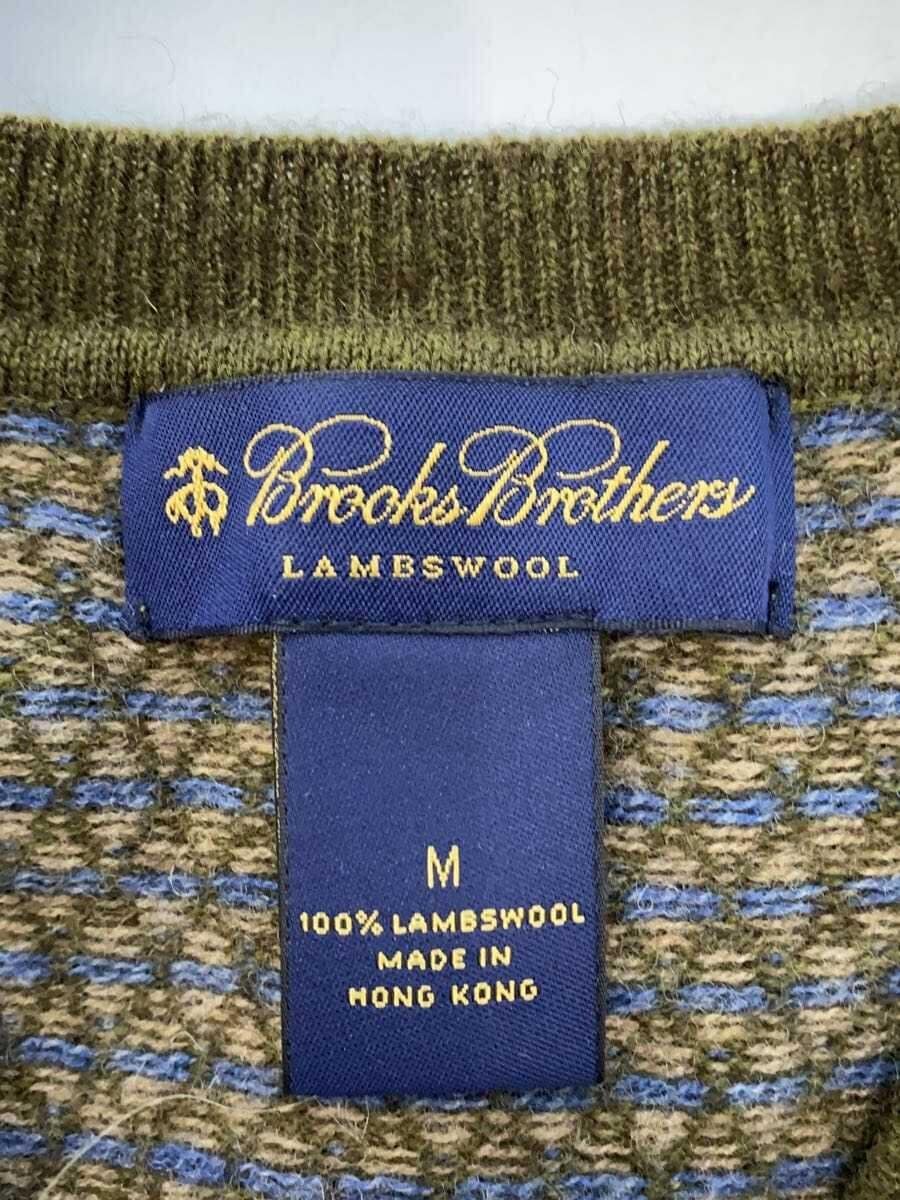 Brooks Brothers
LAMBSWOOL
M
100% LAMBSWOOL
MADE IN
HONG KONG